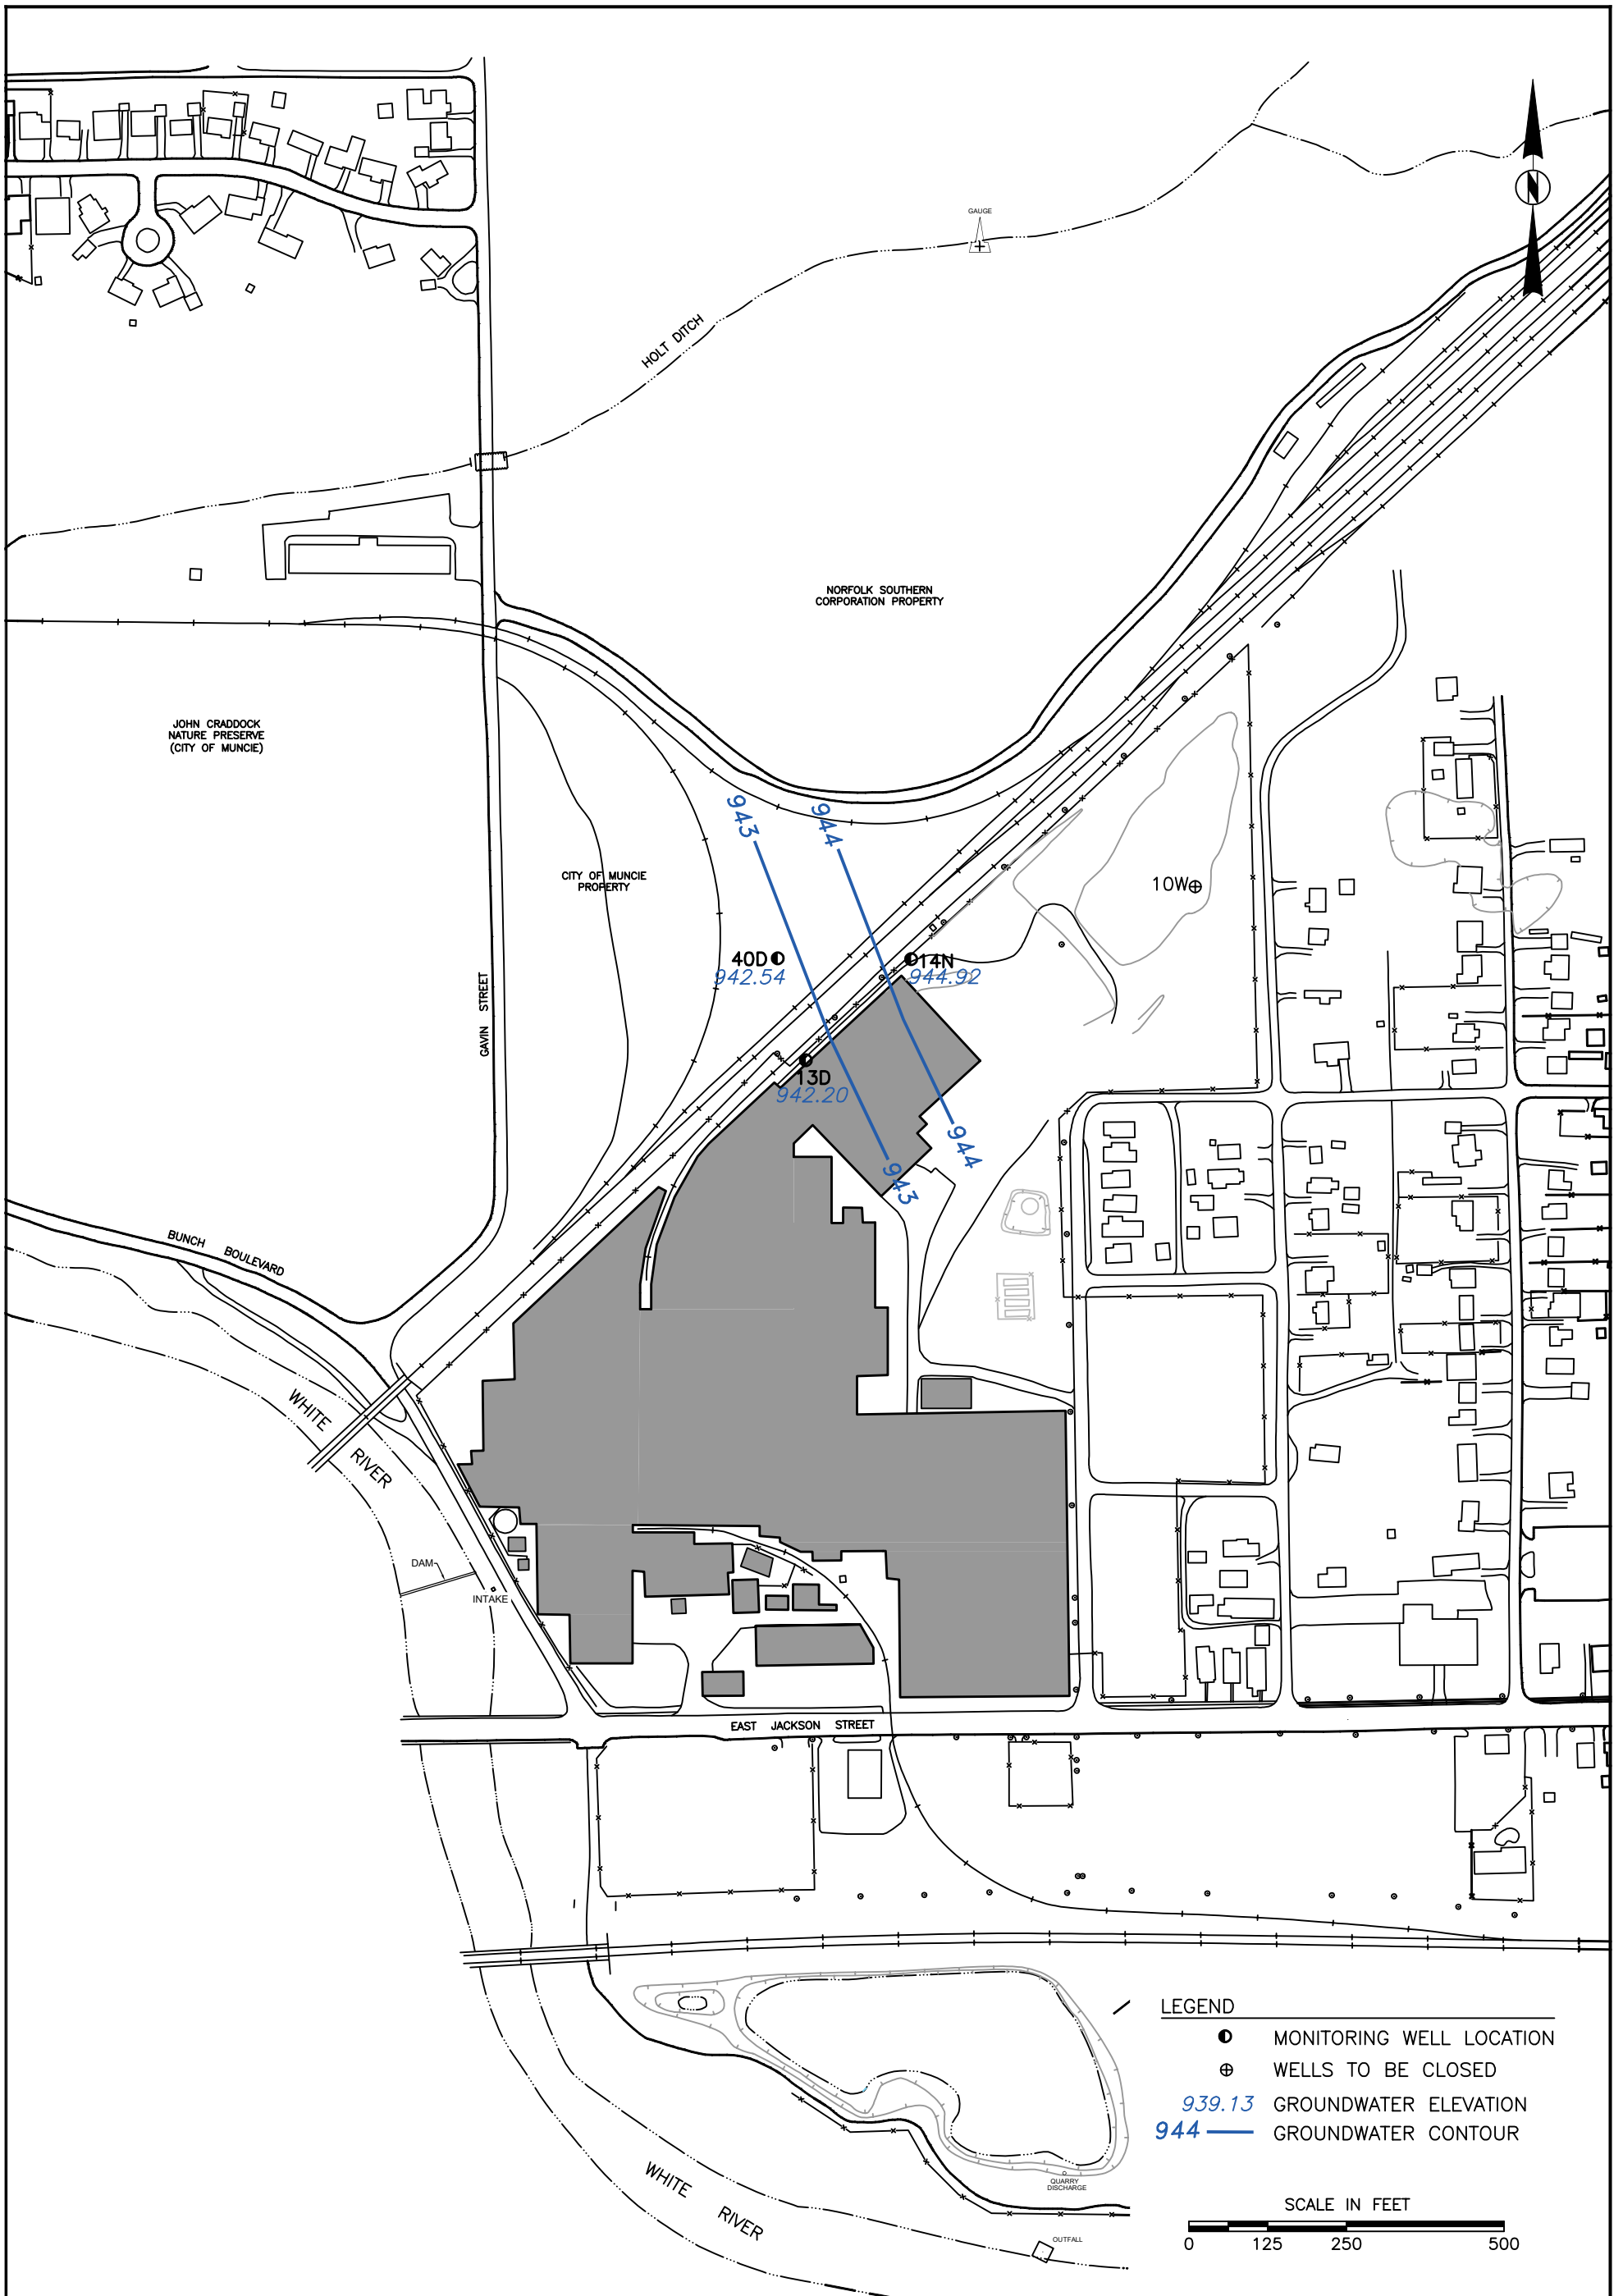 GAUGE
N
HOLT DITCH
NORFOLK SOUTHERN
CORPORATION PROPERTY
JOHN CRADDOCK
NATURE PRESERVE
(CITY OF MUNCIE)
943
944
CITY OF MUNCIE
PROPERTY
10W
40D
942.54
14N
944.92
GAVIN STREET
13D
942.20
944
943
BUNCH BOULEVARD
WHITE RIVER
DAM
INTAKE
EAST JACKSON STREET
LEGEND
MONITORING WELL LOCATION
WELLS TO BE CLOSED
939.13 GROUNDWATER ELEVATION
944 GROUNDWATER CONTOUR
QUARRY
DISCHARGE
WHITE RIVER
OUTFALL
SCALE IN FEET
0 125 250 500